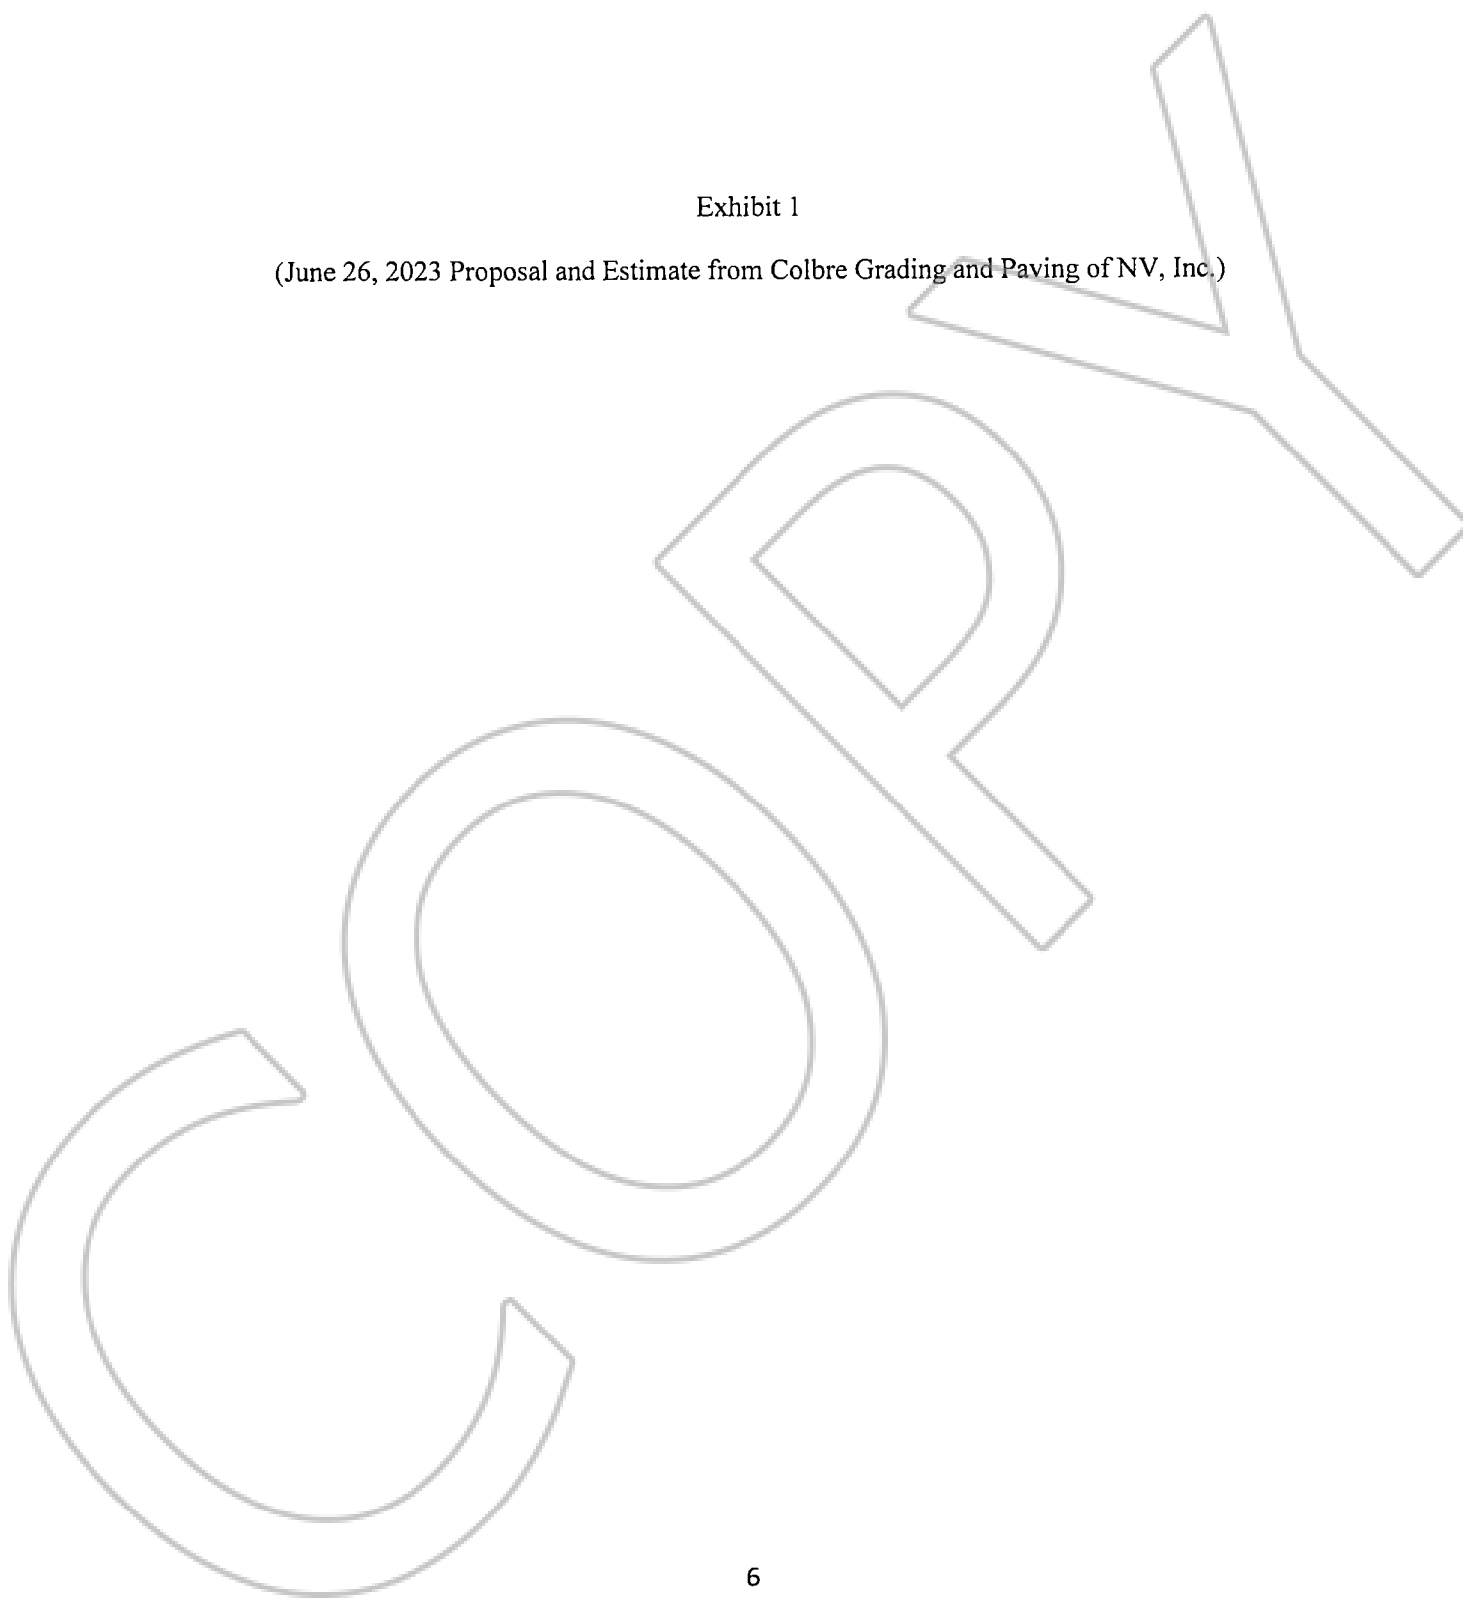 Exhibit 1
(June 26, 2023 Proposal and Estimate from Colbre Grading and Paving of NV, Inc.)
COPY
6